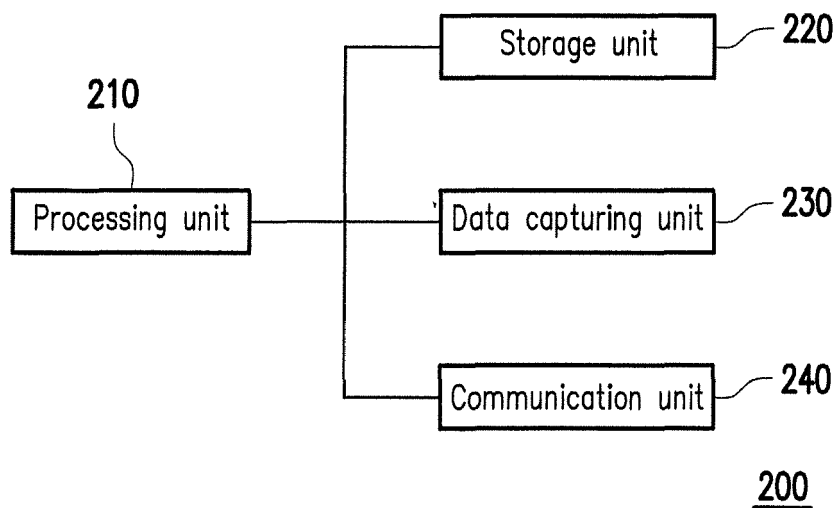 Storage unit
220
210
Processing unit
Data capturing unit
230
Communication unit
240
200